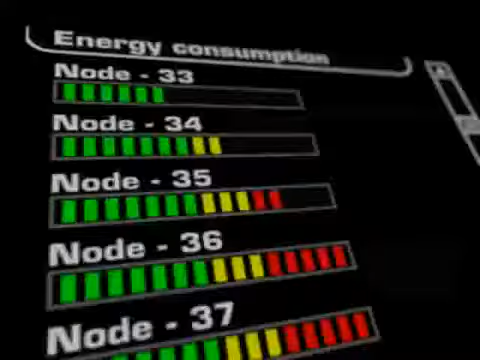 Energy consumption
Node - 33
Node - 34
Node - 35
Node - 36
Node - 37